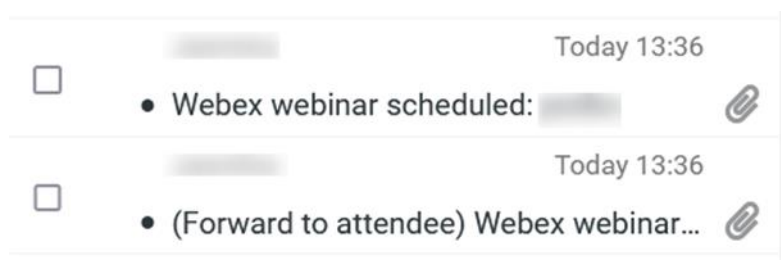 Today 13:36
• Webex webinar scheduled:
Today 13:36
• (Forward to attendee) Webex webinar...